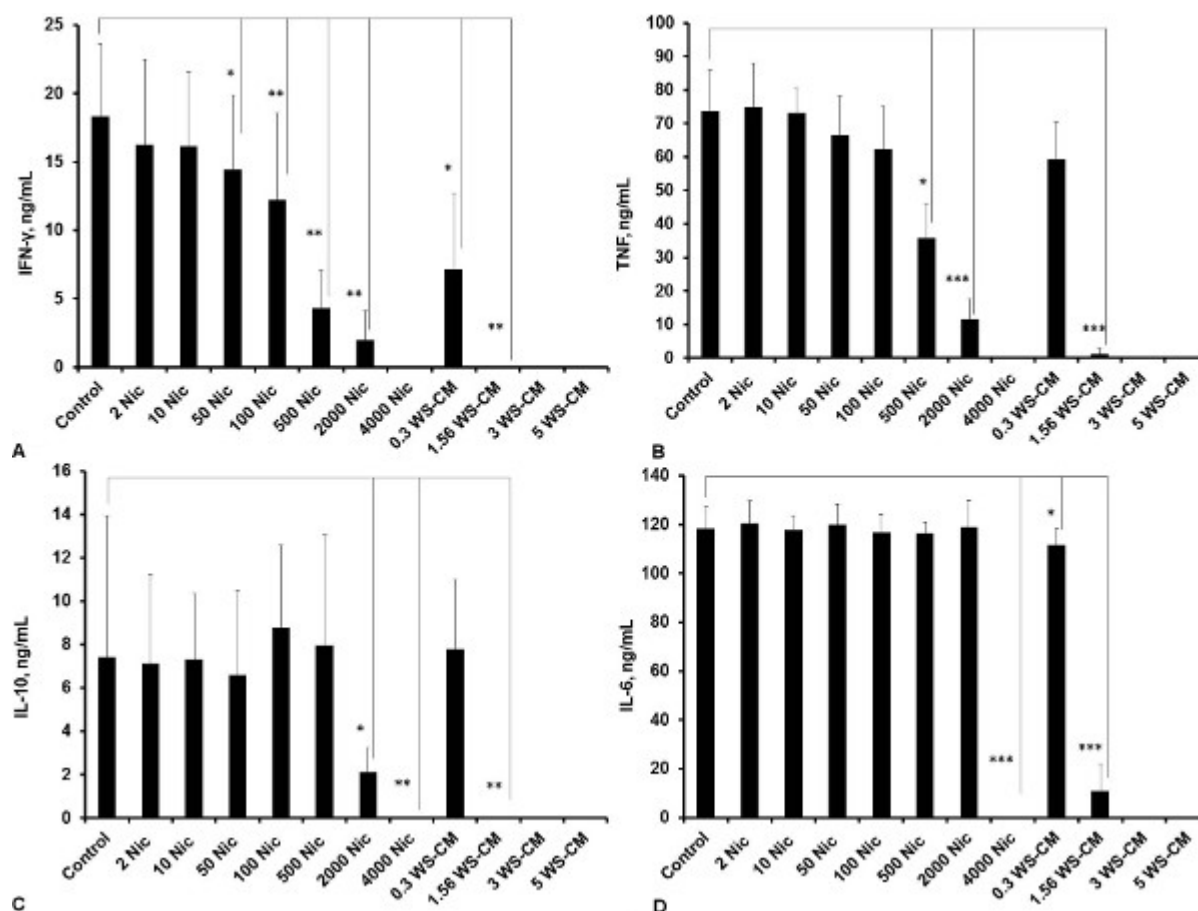 25
20
15
10
5
0
IFN-γ, ng/mL
*
**
**
**
*
**
Control
2 Nic
10 Nic
50 Nic
100 Nic
500 Nic
2000 Nic
4000 Nic
0.3 WS-CM
1.56 WS-CM
3 WS-CM
5 WS-CM
A
100
90
80
70
60
50
40
30
20
10
0
TNF, ng/mL
*
***
***
Control
2 Nic
10 Nic
50 Nic
100 Nic
500 Nic
2000 Nic
4000 Nic
0.3 WS-CM
1.56 WS-CM
3 WS-CM
5 WS-CM
B
16
14
12
10
8
6
4
2
0
IL-10, ng/mL
*
**
**
Control
2 Nic
10 Nic
50 Nic
100 Nic
500 Nic
2000 Nic
4000 Nic
0.3 WS-CM
1.56 WS-CM
3 WS-CM
5 WS-CM
C
140
120
100
80
60
40
20
0
IL-6, ng/mL
***
*
***
Control
2 Nic
10 Nic
50 Nic
100 Nic
500 Nic
2000 Nic
4000 Nic
0.3 WS-CM
1.56 WS-CM
3 WS-CM
5 WS-CM
D